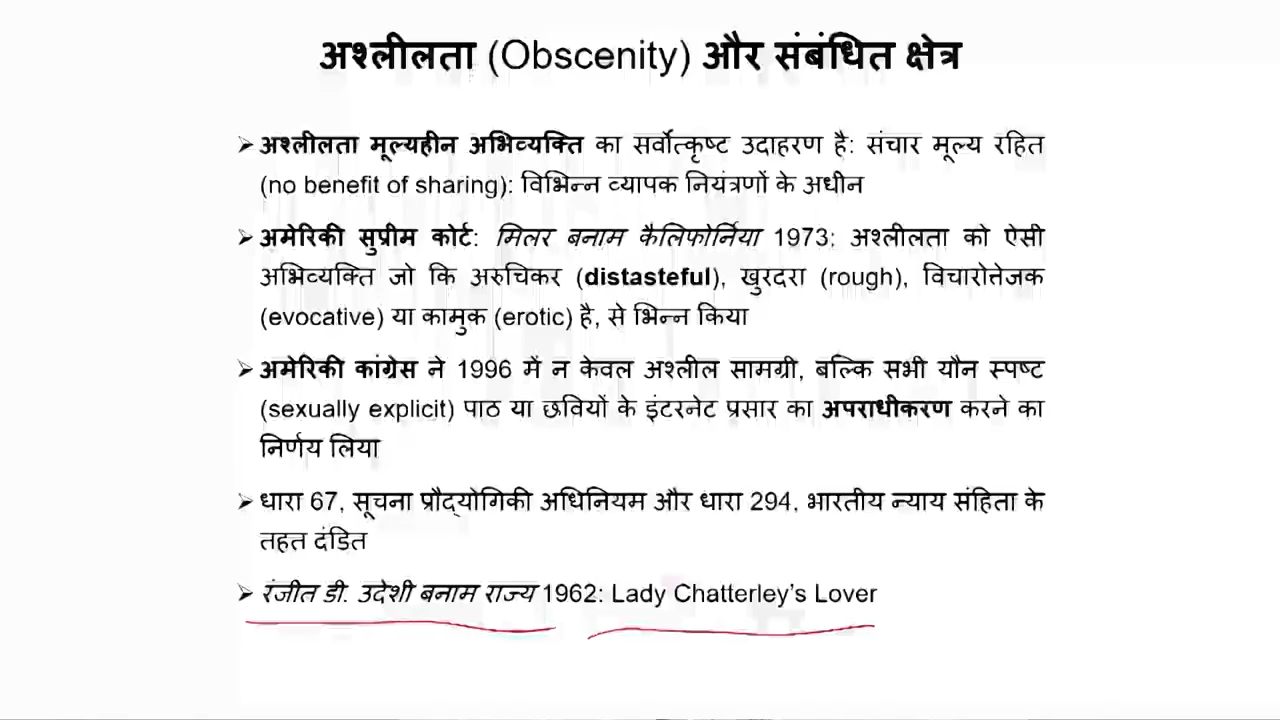 अश्लीलता (Obscenity) और संबंधित क्षेत्र
➢ अश्लीलता मूल्यहीन अभिव्यक्ति का सर्वोत्कृष्ट उदाहरण है: संचार मूल्य रहित
(no benefit of sharing): विभिन्न व्यापक नियंत्रणों के अधीन
➢ अमेरिकी सुप्रीम कोर्ट: मिलर बनाम कैलिफोर्निया 1973: अश्लीलता को ऐसी
अभिव्यक्ति जो कि अरुचिकर (distasteful), खुरदरा (rough), विचारोत्तेजक
(evocative) या कामुक (erotic) है, से भिन्न किया
➢ अमेरिकी कांग्रेस ने 1996 में न केवल अश्लील सामग्री, बल्कि सभी यौन स्पष्ट
(sexually explicit) पाठ या छवियों के इंटरनेट प्रसार का अपराधीकरण करने का
निर्णय लिया
➢ धारा 67, सूचना प्रौद्योगिकी अधिनियम और धारा 294, भारतीय न्याय संहिता के
तहत दंडित
➢ रंजीत डी. उदेशी बनाम राज्य 1962: Lady Chatterley’s Lover